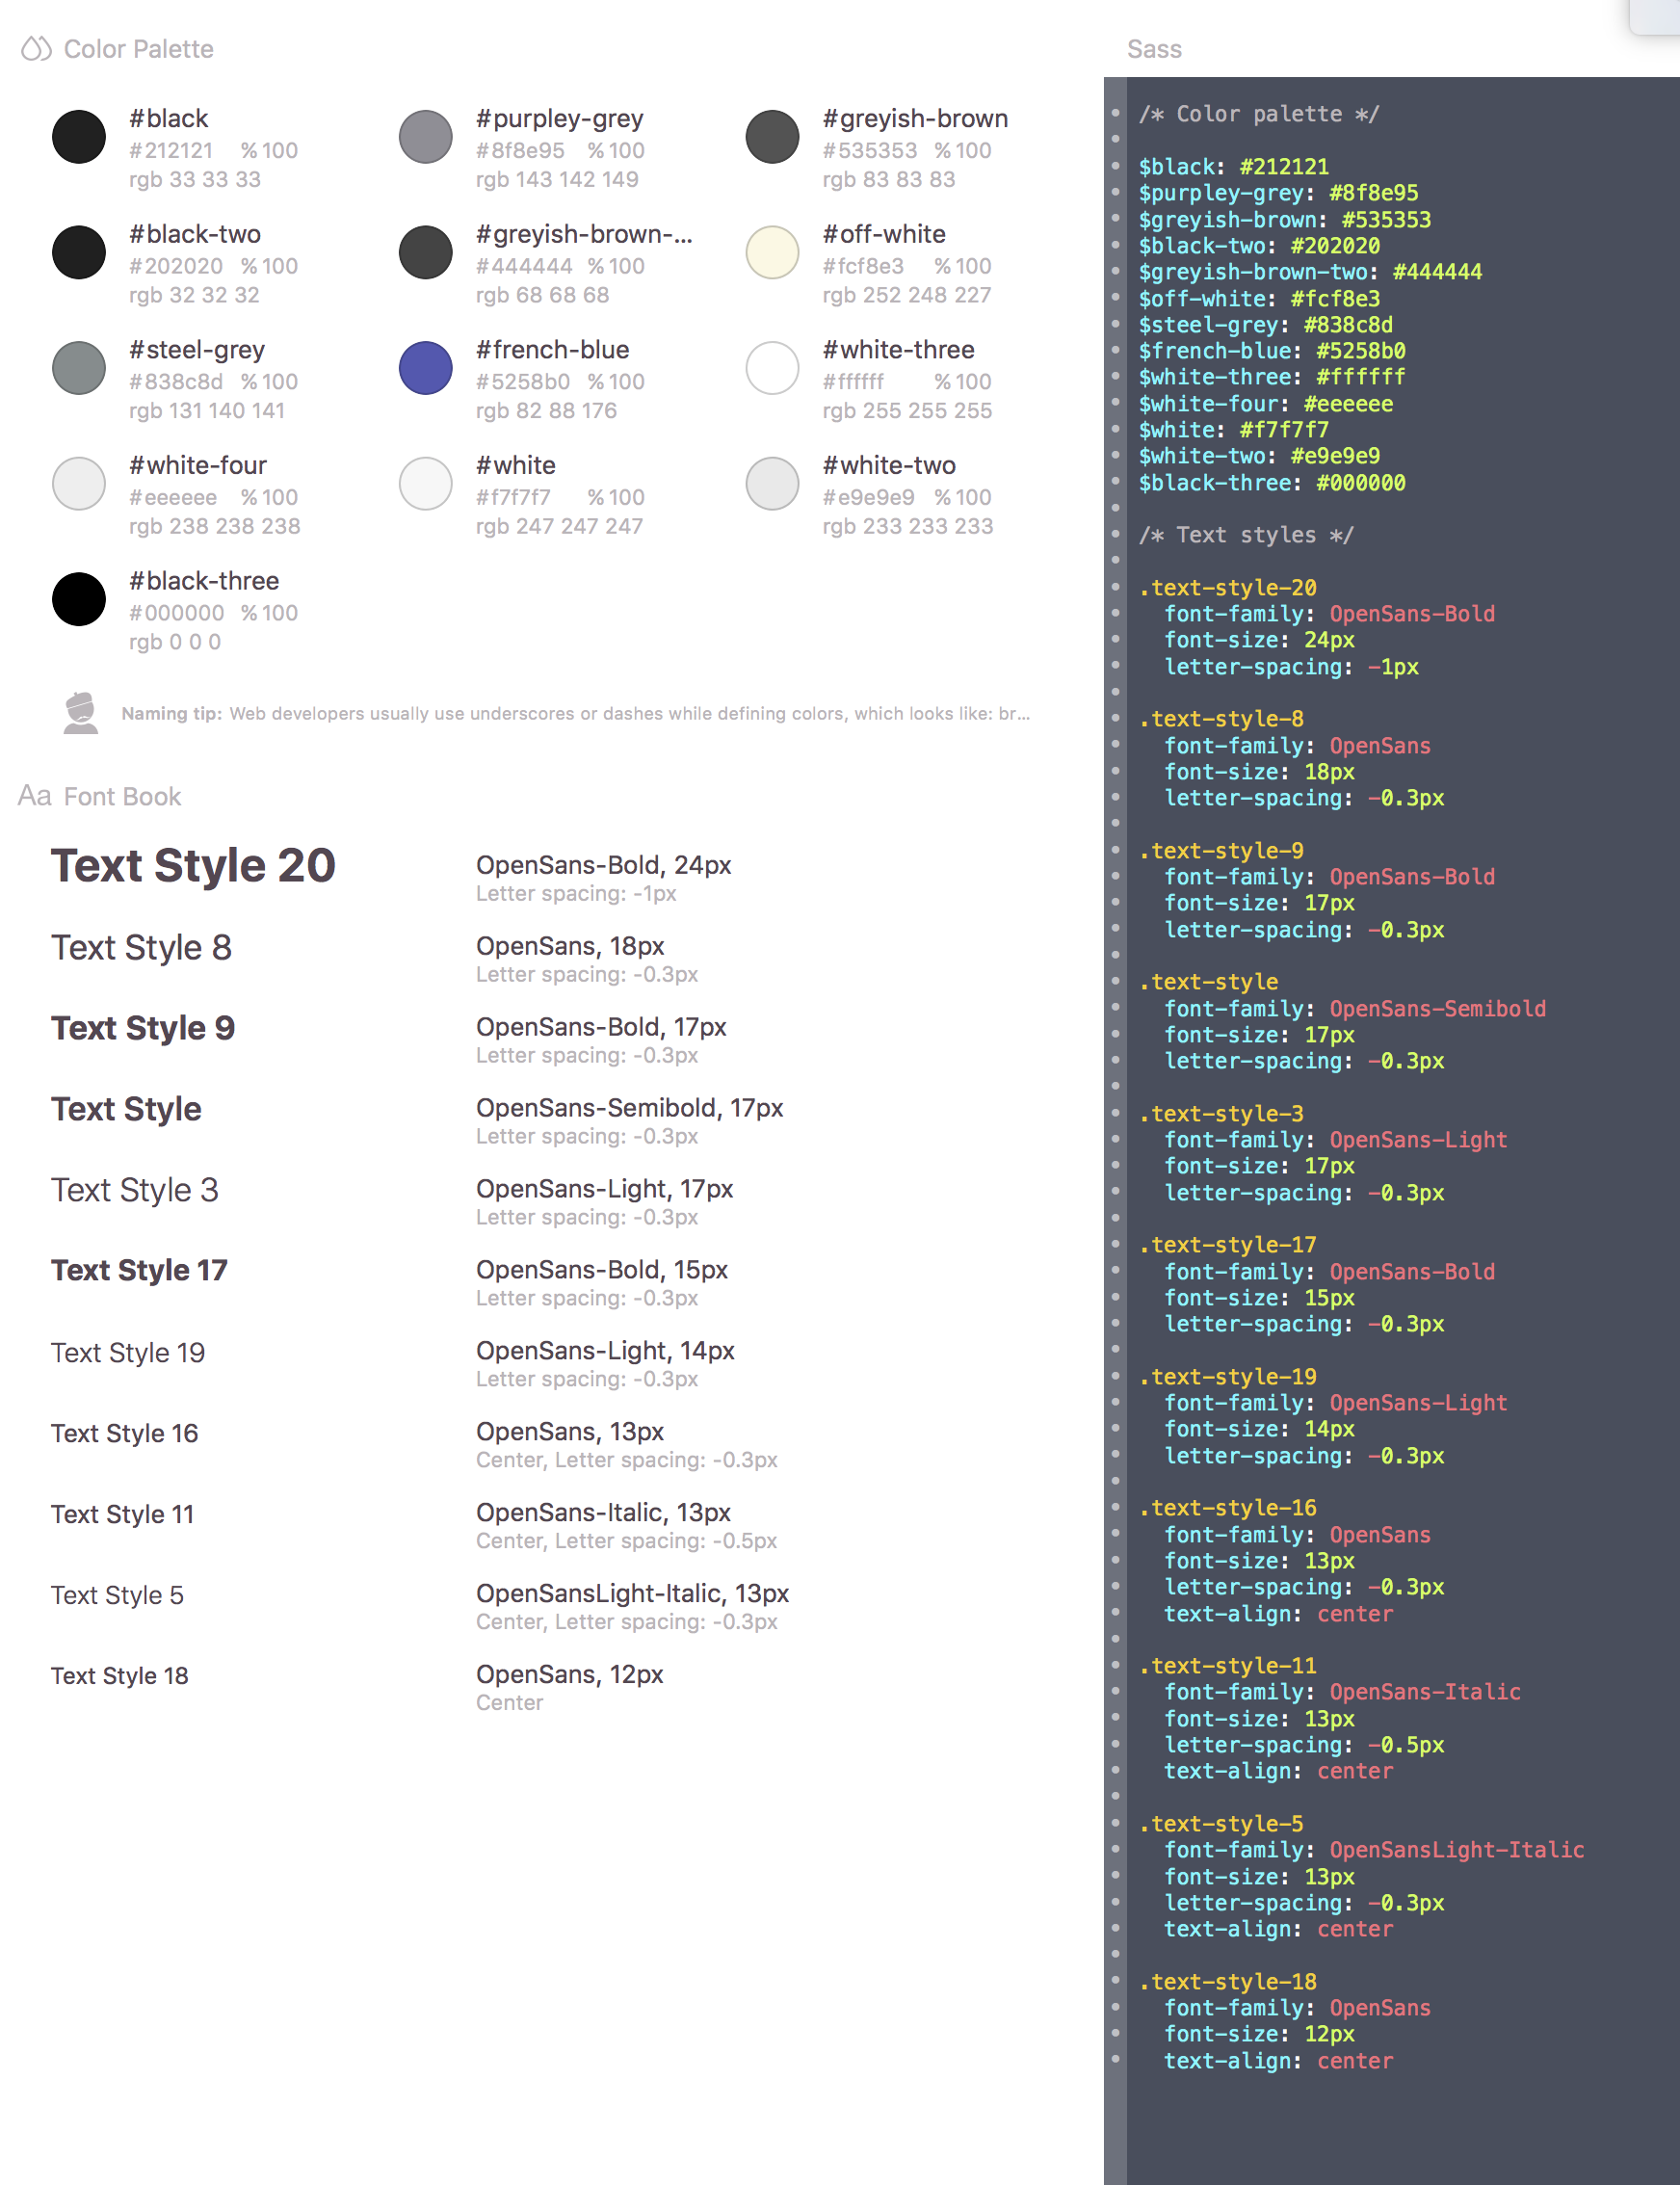 Color Palette
#black
#212121 % 100
rgb 33 33 33
#purpley-grey
#8f8e95 % 100
rgb 143 142 149
#greyish-brown
#535353 % 100
rgb 83 83 83
#black-two
#202020 % 100
rgb 32 32 32
#greyish-brown-...
#444444 % 100
rgb 68 68 68
#off-white
#fcf8e3 % 100
rgb 252 248 227
#steel-grey
#838c8d % 100
rgb 131 140 141
#french-blue
#5258b0 % 100
rgb 82 88 176
#white-three
#ffffff % 100
rgb 255 255 255
#white-four
#eeeeee % 100
rgb 238 238 238
#white
#f7f7f7 % 100
rgb 247 247 247
#white-two
#e9e9e9 % 100
rgb 233 233 233
#black-three
#000000 % 100
rgb 0 0 0
Naming tip: Web developers usually use underscores or dashes while defining colors, which looks like: br...
Aa Font Book
Text Style 20
OpenSans-Bold, 24px
Letter spacing: -1px
Text Style 8
OpenSans, 18px
Letter spacing: -0.3px
Text Style 9
OpenSans-Bold, 17px
Letter spacing: -0.3px
Text Style
OpenSans-Semibold, 17px
Letter spacing: -0.3px
Text Style 3
OpenSans-Light, 17px
Letter spacing: -0.3px
Text Style 17
OpenSans-Bold, 15px
Letter spacing: -0.3px
Text Style 19
OpenSans-Light, 14px
Letter spacing: -0.3px
Text Style 16
OpenSans, 13px
Center, Letter spacing: -0.3px
Text Style 11
OpenSans-Italic, 13px
Center, Letter spacing: -0.5px
Text Style 5
OpenSansLight-Italic, 13px
Center, Letter spacing: -0.3px
Text Style 18
OpenSans, 12px
Center
Sass
/* Color palette */
$black: #212121
$purpley-grey: #8f8e95
$greyish-brown: #535353
$black-two: #202020
$greyish-brown-two: #444444
$off-white: #fcf8e3
$steel-grey: #838c8d
$french-blue: #5258b0
$white-three: #ffffff
$white-four: #eeeeee
$white: #f7f7f7
$white-two: #e9e9e9
$black-three: #000000
/* Text styles */
.text-style-20
font-family: OpenSans-Bold
font-size: 24px
letter-spacing: -1px
.text-style-8
font-family: OpenSans
font-size: 18px
letter-spacing: -0.3px
.text-style-9
font-family: OpenSans-Bold
font-size: 17px
letter-spacing: -0.3px
.text-style
font-family: OpenSans-Semibold
font-size: 17px
letter-spacing: -0.3px
.text-style-3
font-family: OpenSans-Light
font-size: 17px
letter-spacing: -0.3px
.text-style-17
font-family: OpenSans-Bold
font-size: 15px
letter-spacing: -0.3px
.text-style-19
font-family: OpenSans-Light
font-size: 14px
letter-spacing: -0.3px
.text-style-16
font-family: OpenSans
font-size: 13px
letter-spacing: -0.3px
text-align: center
.text-style-11
font-family: OpenSans-Italic
font-size: 13px
letter-spacing: -0.5px
text-align: center
.text-style-5
font-family: OpenSansLight-Italic
font-size: 13px
letter-spacing: -0.3px
text-align: center
.text-style-18
font-family: OpenSans
font-size: 12px
text-align: center